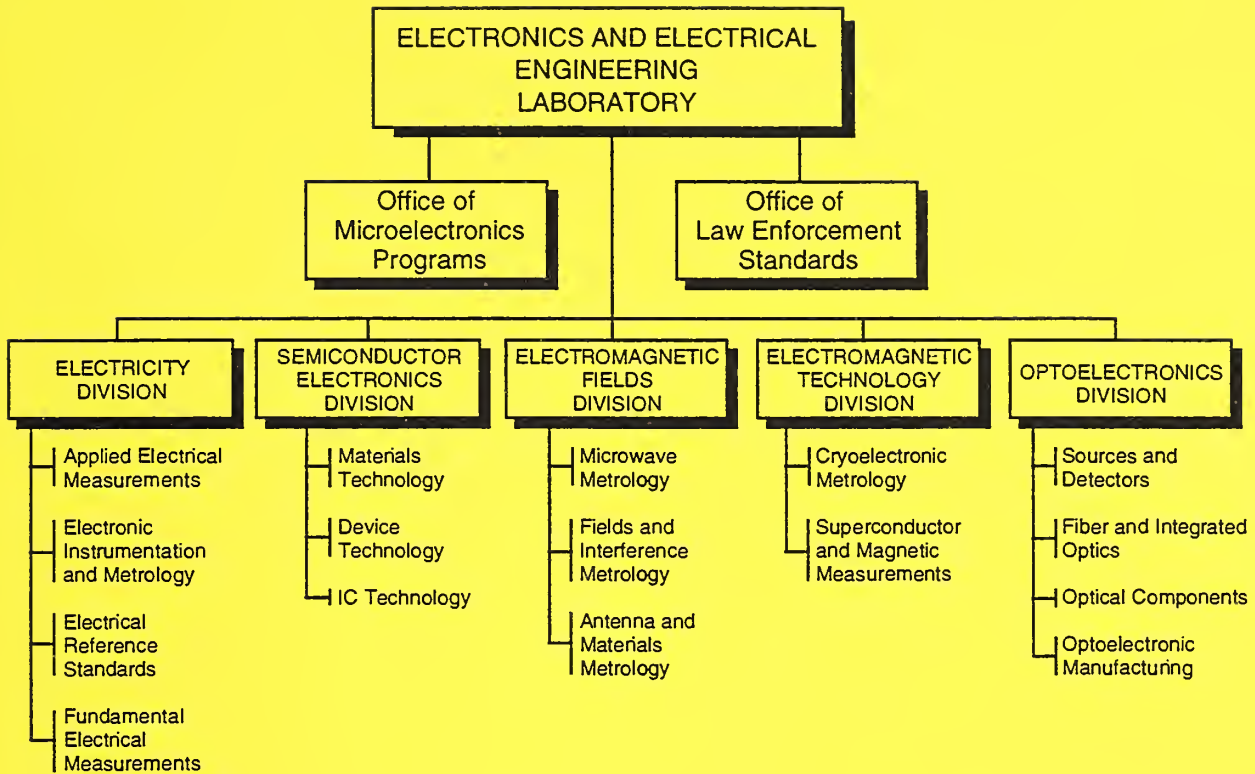 ELECTRONICS AND ELECTRICAL
ENGINEERING
LABORATORY
Office of
Microelectronics
Programs
Office of
Law Enforcement
Standards
ELECTRICITY
DIVISION
Applied Electrical
Measurements
Electronic
Instrumentation
and Metrology
Electrical
Reference
Standards
Fundamental
Electrical
Measurements
SEMICONDUCTOR
ELECTRONICS
DIVISION
Materials
Technology
Device
Technology
IC Technology
ELECTROMAGNETIC
FIELDS
DIVISION
Microwave
Metrology
Fields and
Interference
Metrology
Antenna and
Materials
Metrology
ELECTROMAGNETIC
TECHNOLOGY
DIVISION
Cryoelectronic
Metrology
Superconductor
and Magnetic
Measurements
OPTOELECTRONICS
DIVISION
Sources and
Detectors
Fiber and Integrated
Optics
Optical Components
Optoelectronic
Manufacturing